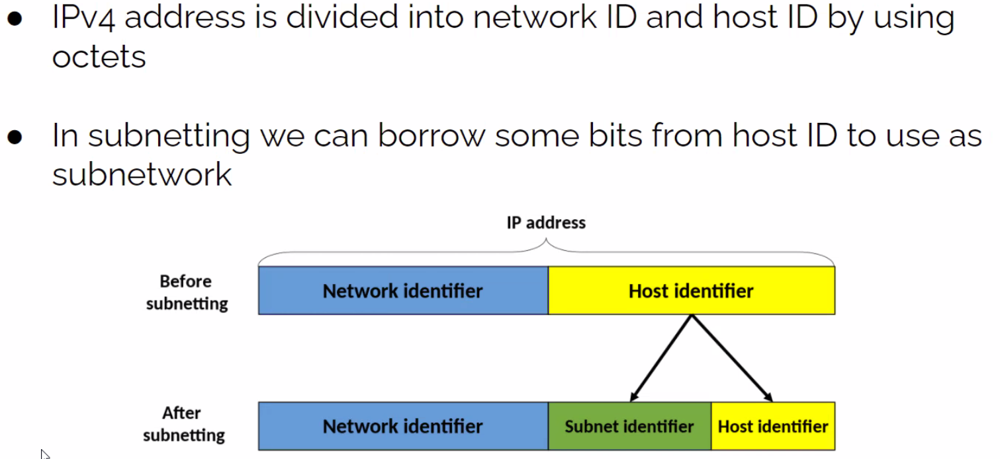 ● IPv4 address is divided into network ID and host ID by using
octets
● In subnetting we can borrow some bits from host ID to use as
subnetwork
IP address
Before
subnetting
Network identifier
Host identifier
After
subnetting
Network identifier
Subnet identifier
Host identifier